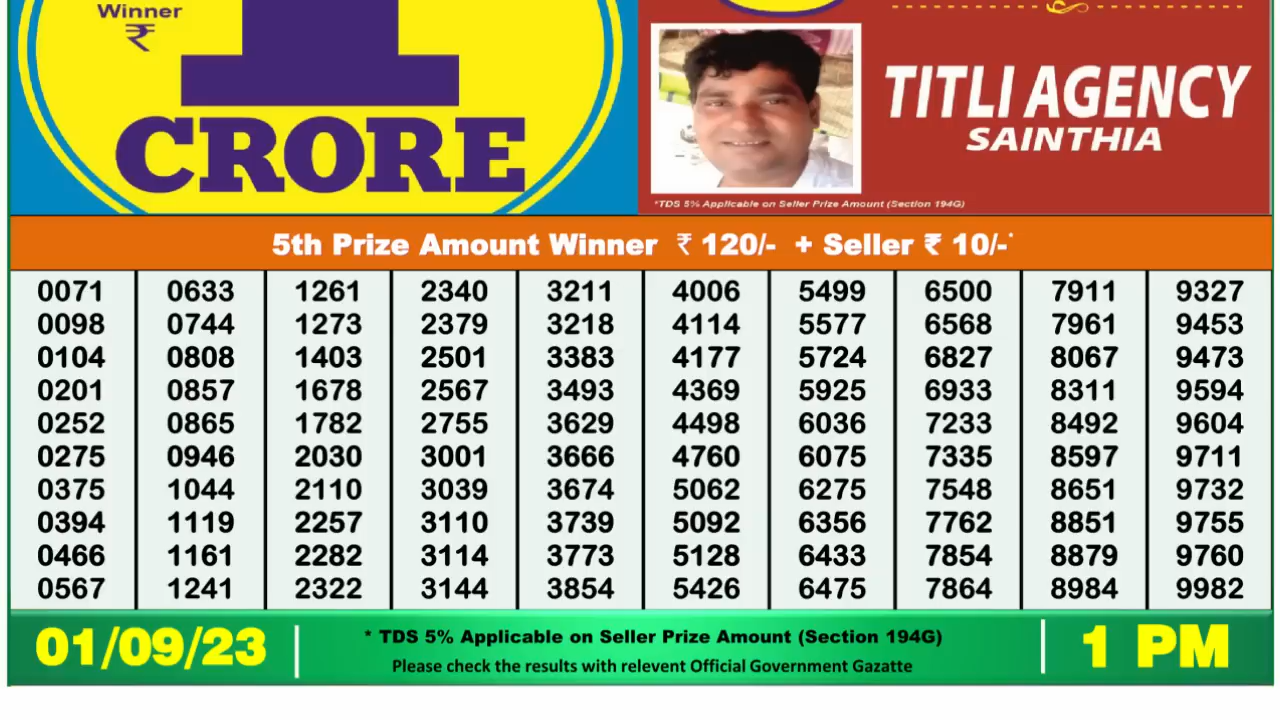 Winner
₹
1
CRORE
TITLI AGENCY
SAINTHIA
*TDS 5% Applicable on Seller Prize Amount (Section 194G)
5th Prize Amount Winner ₹ 120/- + Seller ₹ 10/-*
0071 0633 1261 2340 3211 4006 5499 6500 7911 9327
0098 0744 1273 2379 3218 4114 5577 6568 7961 9453
0104 0808 1403 2501 3383 4177 5724 6827 8067 9473
0201 0857 1678 2567 3493 4369 5925 6933 8311 9594
0252 0865 1782 2755 3629 4498 6036 7233 8492 9604
0275 0946 2030 3001 3666 4760 6075 7335 8597 9711
0375 1044 2110 3039 3674 5062 6275 7548 8651 9732
0394 1119 2257 3110 3739 5092 6356 7762 8851 9755
0466 1161 2282 3114 3773 5128 6433 7854 8879 9760
0567 1241 2322 3144 3854 5426 6475 7864 8984 9982
01/09/23
* TDS 5% Applicable on Seller Prize Amount (Section 194G)
Please check the results with relevent Official Government Gazatte
1 PM